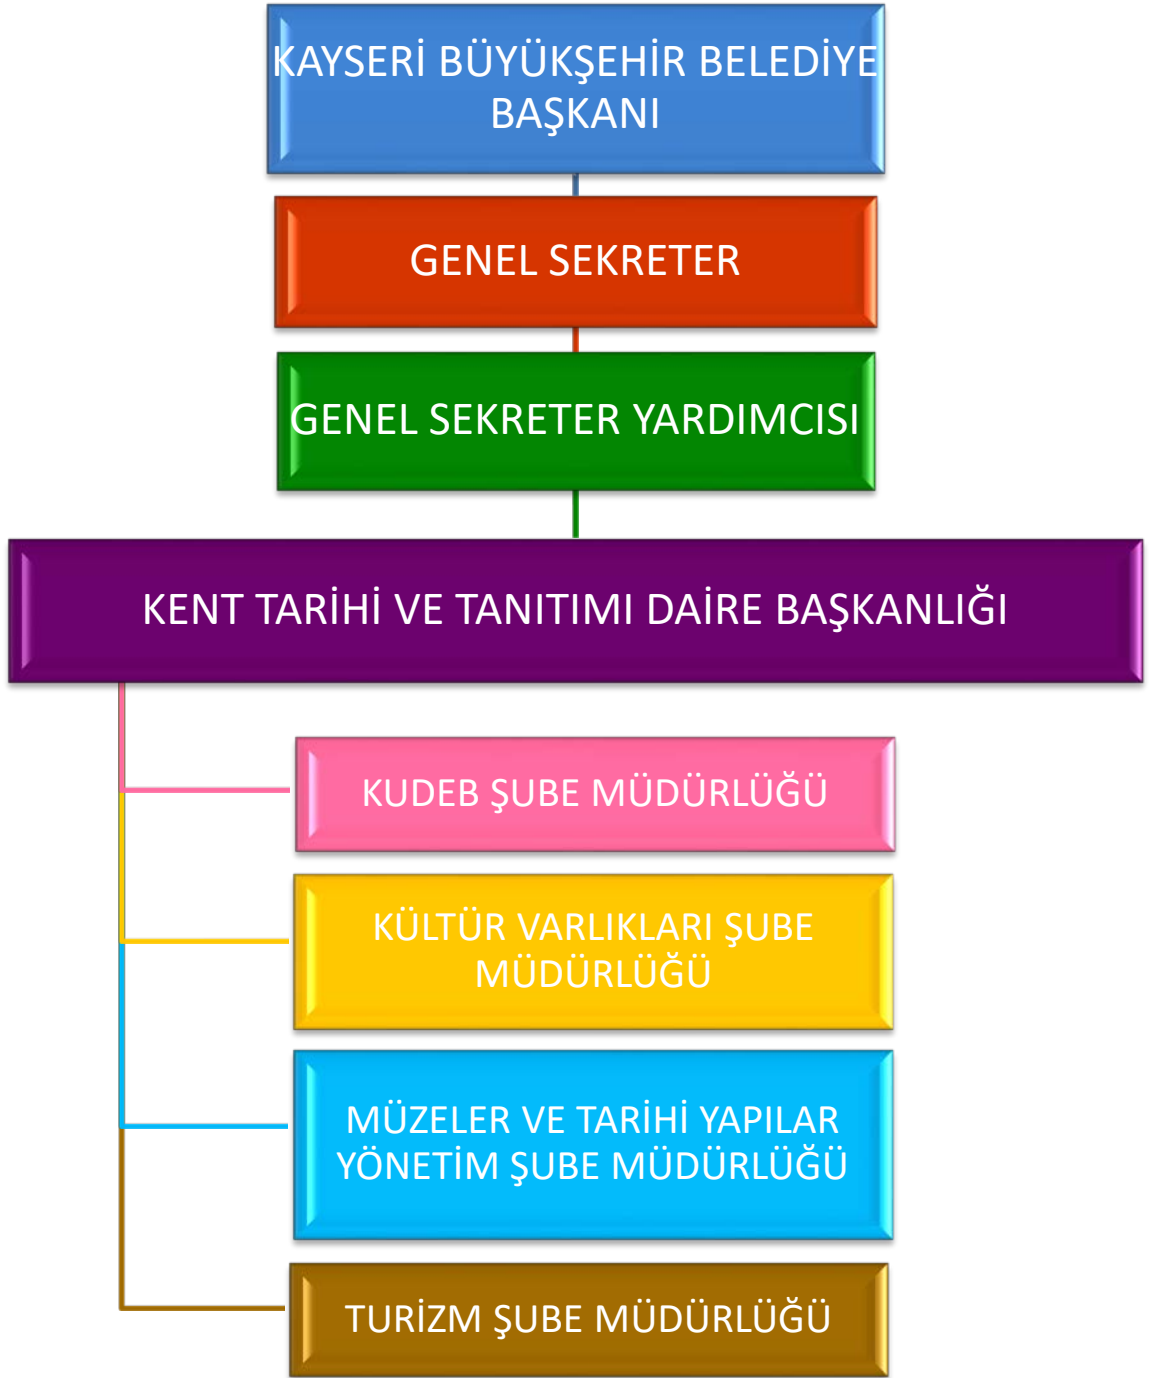 KAYSERİ BÜYÜKŞEHİR BELEDİYE
BAŞKANI
GENEL SEKRETER
GENEL SEKRETER YARDIMCISI
KENT TARİHİ VE TANITIMI DAİRE BAŞKANLIĞI
KUDEB ŞUBE MÜDÜRLÜĞÜ
KÜLTÜR VARLIKLARI ŞUBE
MÜDÜRLÜĞÜ
MÜZELER VE TARİHİ YAPILAR
YÖNETİM ŞUBE MÜDÜRLÜĞÜ
TURİZM ŞUBE MÜDÜRLÜĞÜ